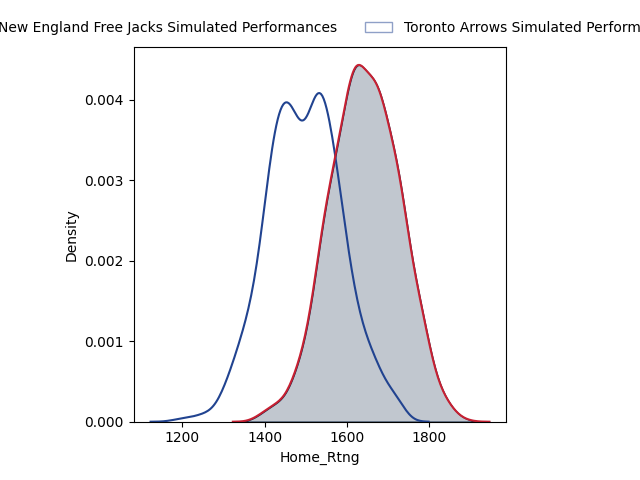 New England Free Jacks Simulated Performances Toronto Arrows Simulated Perform
0.004
0.003
0.002
0.001
0.000
Density
1200 1400 1600 1800
Home_Rtng